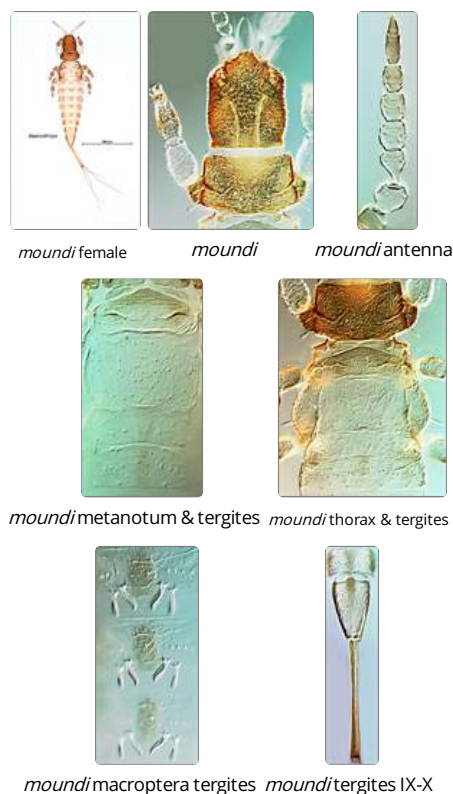 moundi female
moundi
moundi antenna
moundi metanotum & tergites
moundi thorax & tergites
moundi macroptera tergites
moundi tergites IX-X